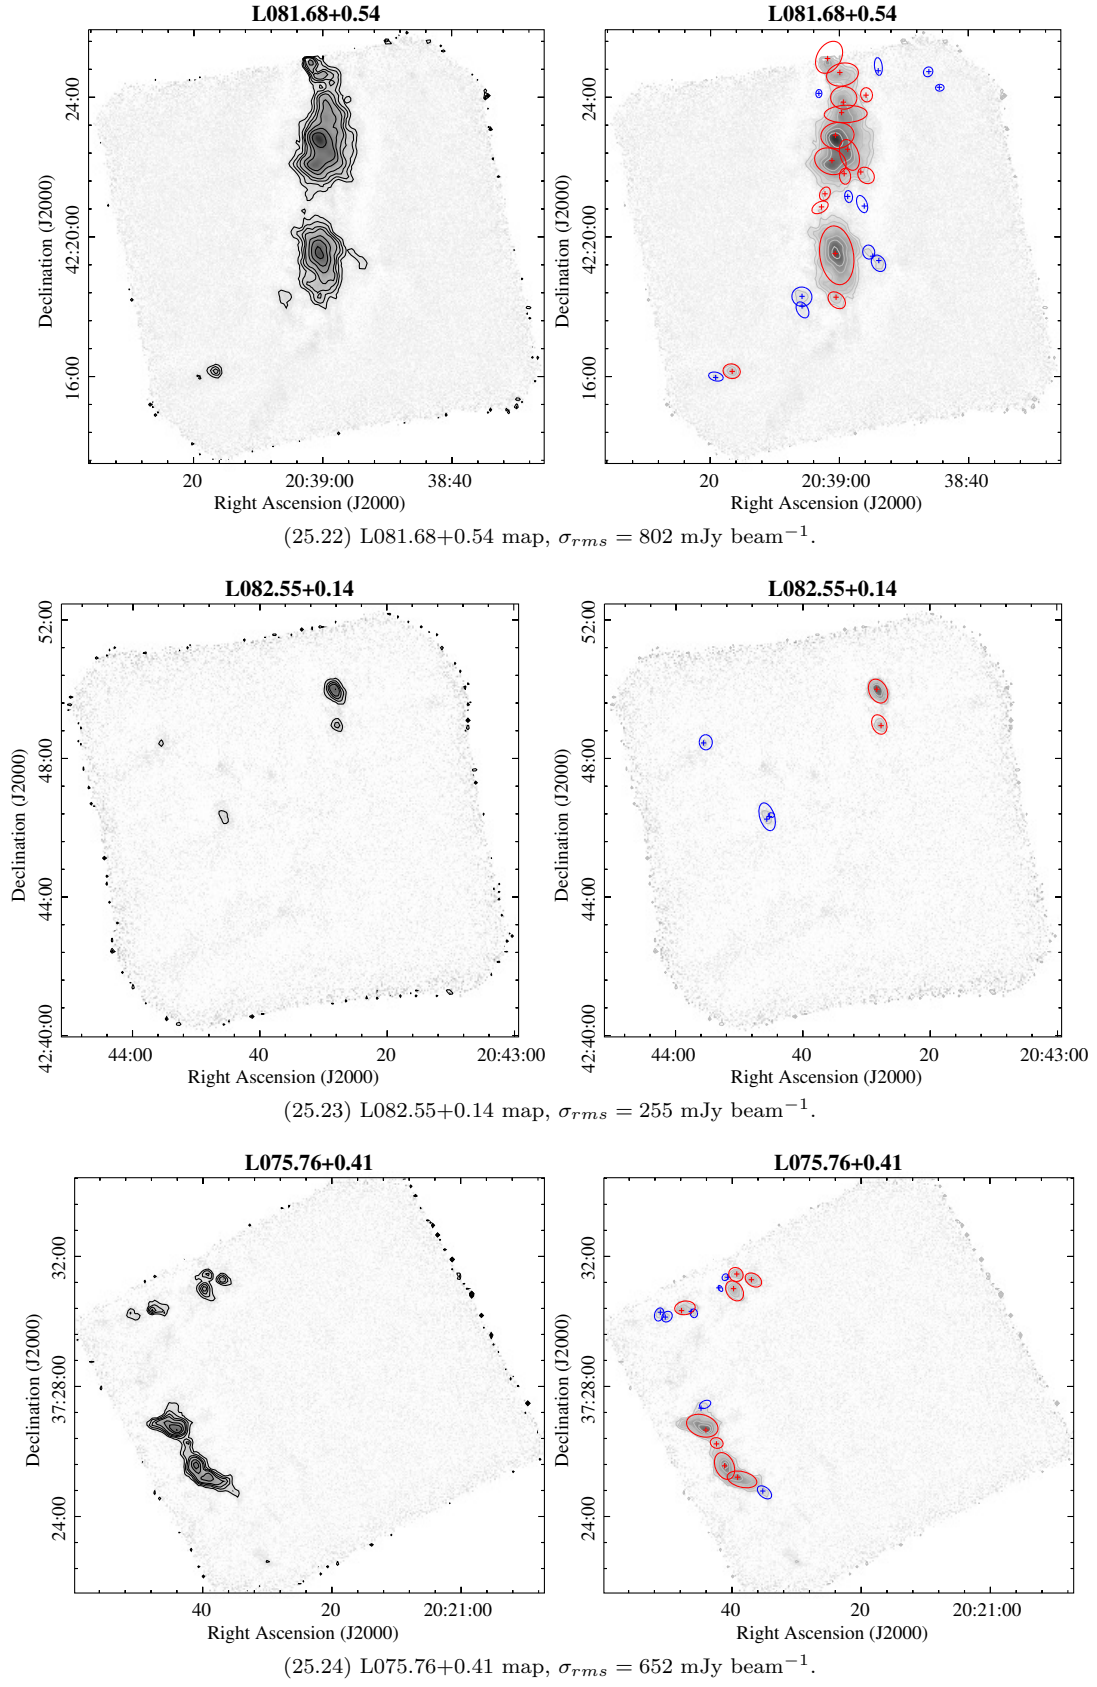 L081.68+0.54
L081.68+0.54
24:00
42:20:00
16:00
Declination (J2000)
20
20:39:00
38:40
Right Ascension (J2000)
24:00
42:20:00
16:00
Declination (J2000)
20
20:39:00
38:40
Right Ascension (J2000)
(25.22) L081.68+0.54 map, σrms = 802 mJy beam−1.
L082.55+0.14
L082.55+0.14
52:00
48:00
44:00
42:40:00
Declination (J2000)
44:00
40
20
20:43:00
Right Ascension (J2000)
52:00
48:00
44:00
42:40:00
Declination (J2000)
44:00
40
20
20:43:00
Right Ascension (J2000)
(25.23) L082.55+0.14 map, σrms = 255 mJy beam−1.
L075.76+0.41
L075.76+0.41
32:00
37:28:00
24:00
Declination (J2000)
40
20
20:21:00
Right Ascension (J2000)
32:00
37:28:00
24:00
Declination (J2000)
40
20
20:21:00
Right Ascension (J2000)
(25.24) L075.76+0.41 map, σrms = 652 mJy beam−1.